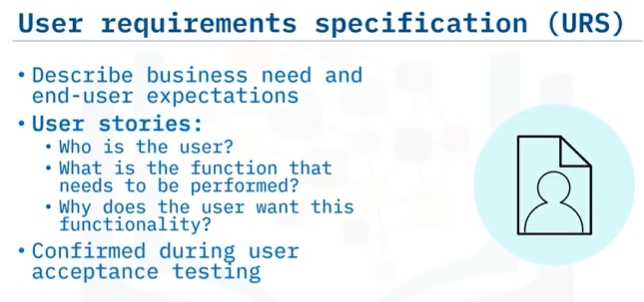 User requirements specification (URS)
• Describe business need and
end-user expectations
• User stories:
• Who is the user?
• What is the function that
needs to be performed?
• Why does the user want this
functionality?
• Confirmed during user
acceptance testing